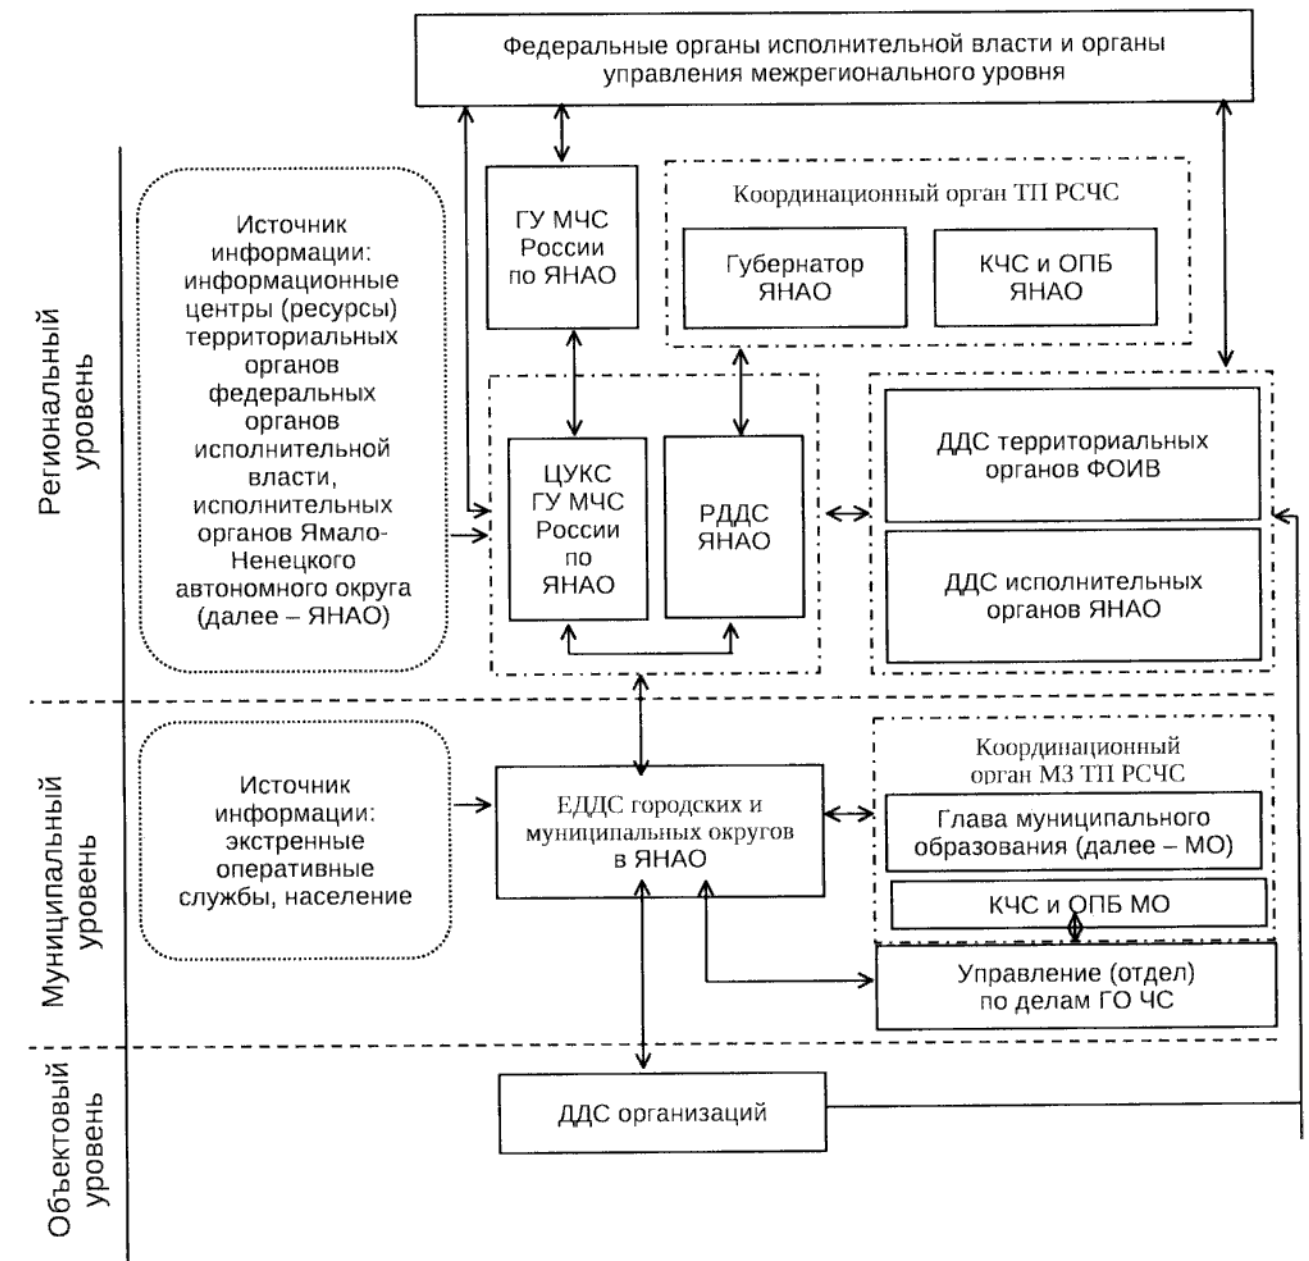 Федеральные органы исполнительной власти и органы
управления межрегионального уровня
Региональный
уровень
Источник
информации:
информационные
центры (ресурсы)
территориальных
органов
федеральных
органов
исполнительной
власти,
исполнительных
органов Ямало-
Ненецкого
автономного округа
(далее – ЯНАО)
ГУ МЧС
России
по ЯНАО
Координационный орган ТП РСЧС
Губернатор
ЯНАО
КЧС и ОПБ
ЯНАО
ЦУКС
ГУ МЧС
России
по
ЯНАО
РДДС
ЯНАО
ДДС территориальных
органов ФОИВ
ДДС исполнительных
органов ЯНАО
Муниципальный
уровень
Источник
информации:
экстренные
оперативные
службы, население
ЕДДС городских и
муниципальных округов
в ЯНАО
Координационный
орган МЗ ТП РСЧС
Глава муниципального
образования (далее – МО)
КЧС и ОПБ МО
Управление (отдел)
по делам ГО ЧС
Объектовый
уровень
ДДС организаций